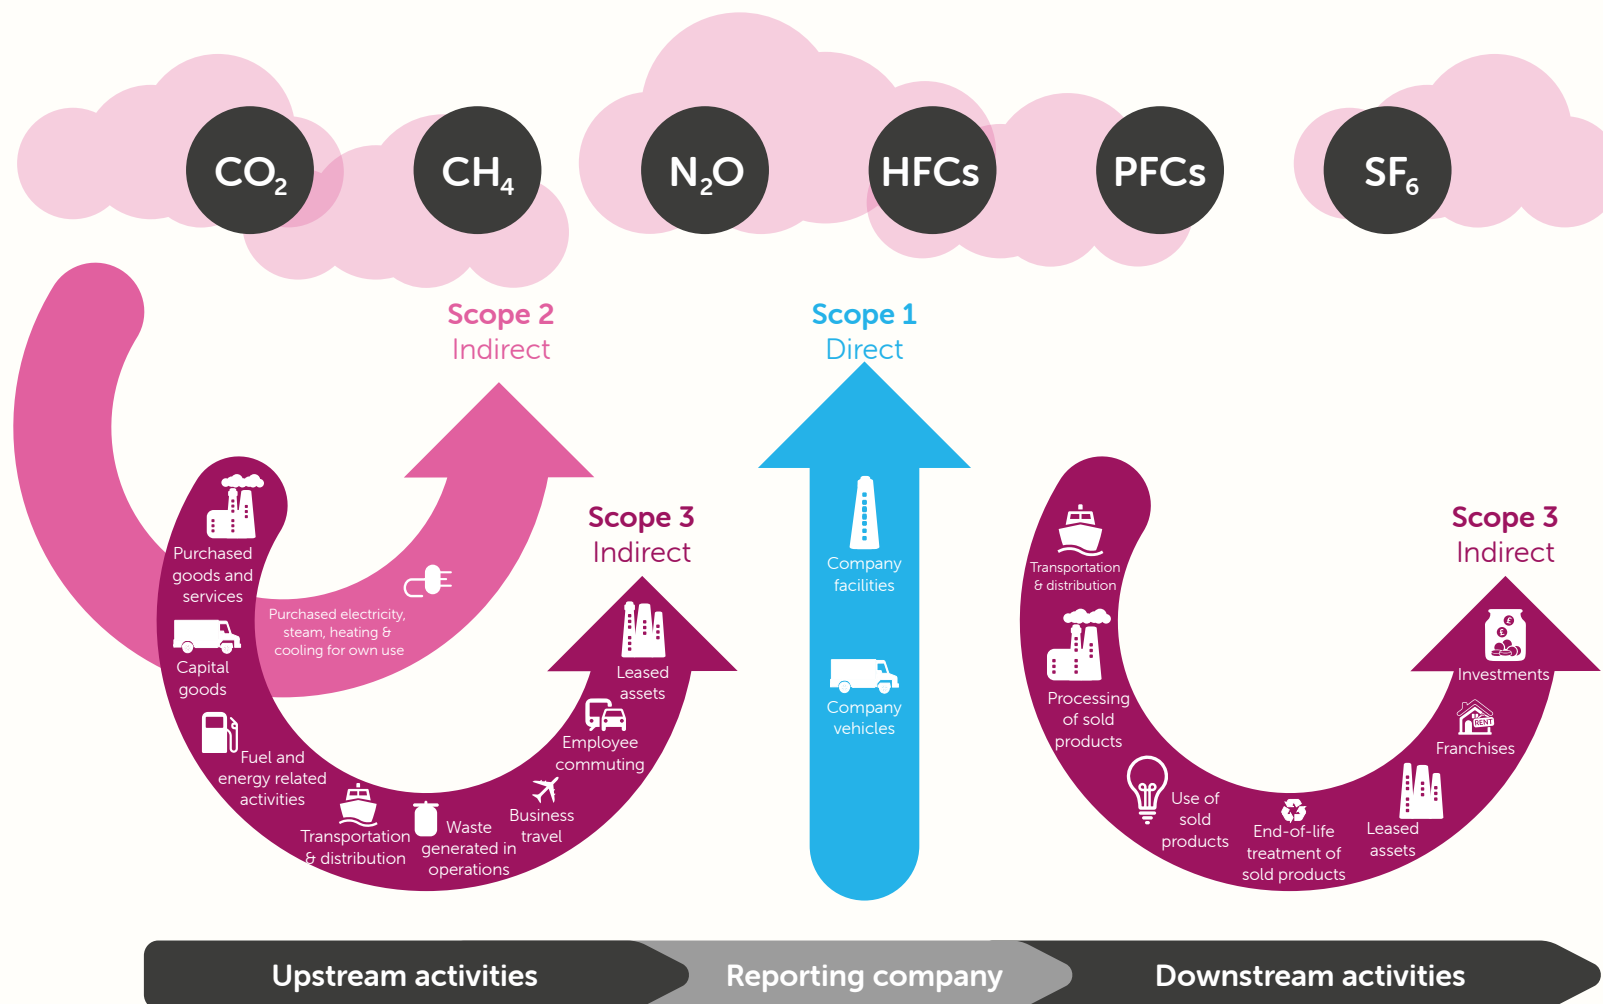 CO₂
CH₄
N₂O
HFCs
PFCs
SF₆
Scope 2
Indirect
Scope 1
Direct
Scope 3
Indirect
Scope 3
Indirect
Purchased
goods and
services
Capital
goods
Fuel and
energy related
activities
Transportation
& distribution
Waste
generated in
operations
Business
travel
Employee
commuting
Leased
assets
Purchased electricity,
steam, heating &
cooling for own use
Company
facilities
Company
vehicles
Transportation
& distribution
Processing
of sold
products
Use of
sold
products
End-of-life
treatment of
sold products
Leased
assets
RENT
Franchises
£
£
Investments
Upstream activities
Reporting company
Downstream activities